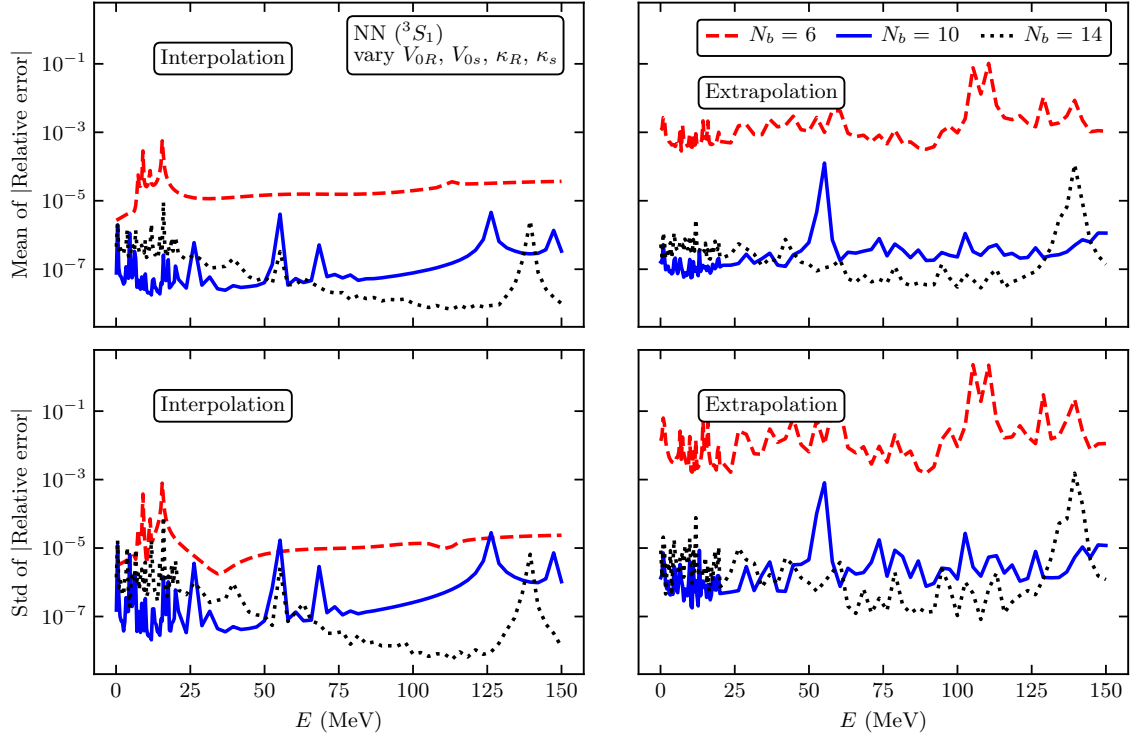 NN (³S₁)
vary V₀R, V₀s, κR, κs
Interpolation
N_b = 6 N_b = 10 N_b = 14
Extrapolation
Mean of |Relative error|
10⁻¹
10⁻³
10⁻⁵
10⁻⁷
Interpolation
Extrapolation
Std of |Relative error|
10⁻¹
10⁻³
10⁻⁵
10⁻⁷
0 25 50 75 100 125 150
E (MeV)
0 25 50 75 100 125 150
E (MeV)